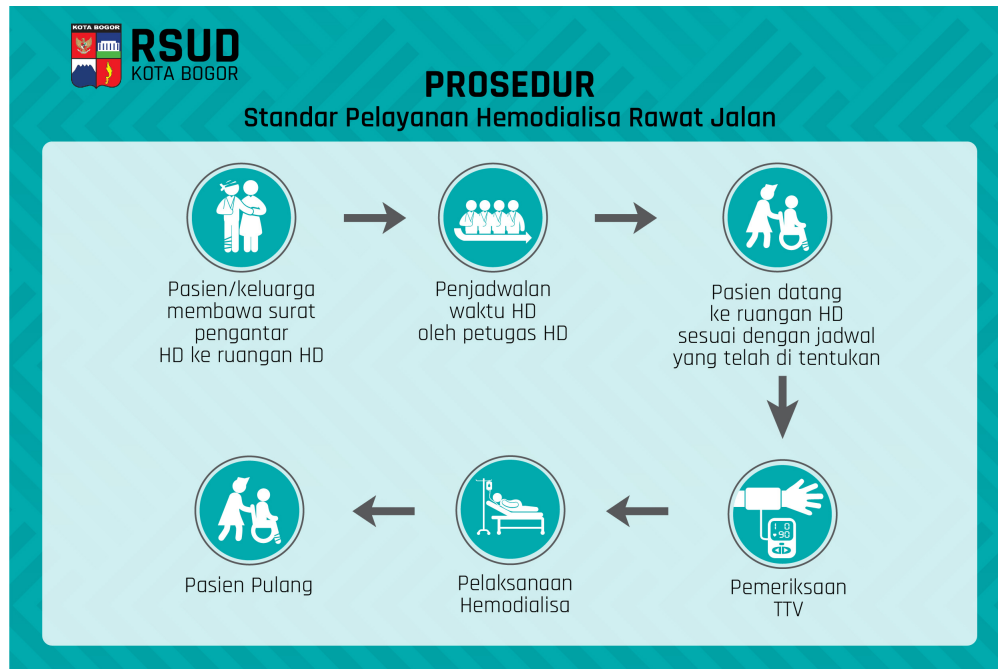 KOTA BOGOR
RSUD
KOTA BOGOR
PROSEDUR
Standar Pelayanan Hemodialisa Rawat Jalan
Pasien/keluarga
membawa surat
pengantar
HD ke ruangan HD
Penjadwalan
waktu HD
oleh petugas HD
Pasien datang
ke ruangan HD
sesuai dengan jadwal
yang telah di tentukan
Pemeriksaan
TTV
90
Pelaksanaan
Hemodialisa
Pasien Pulang